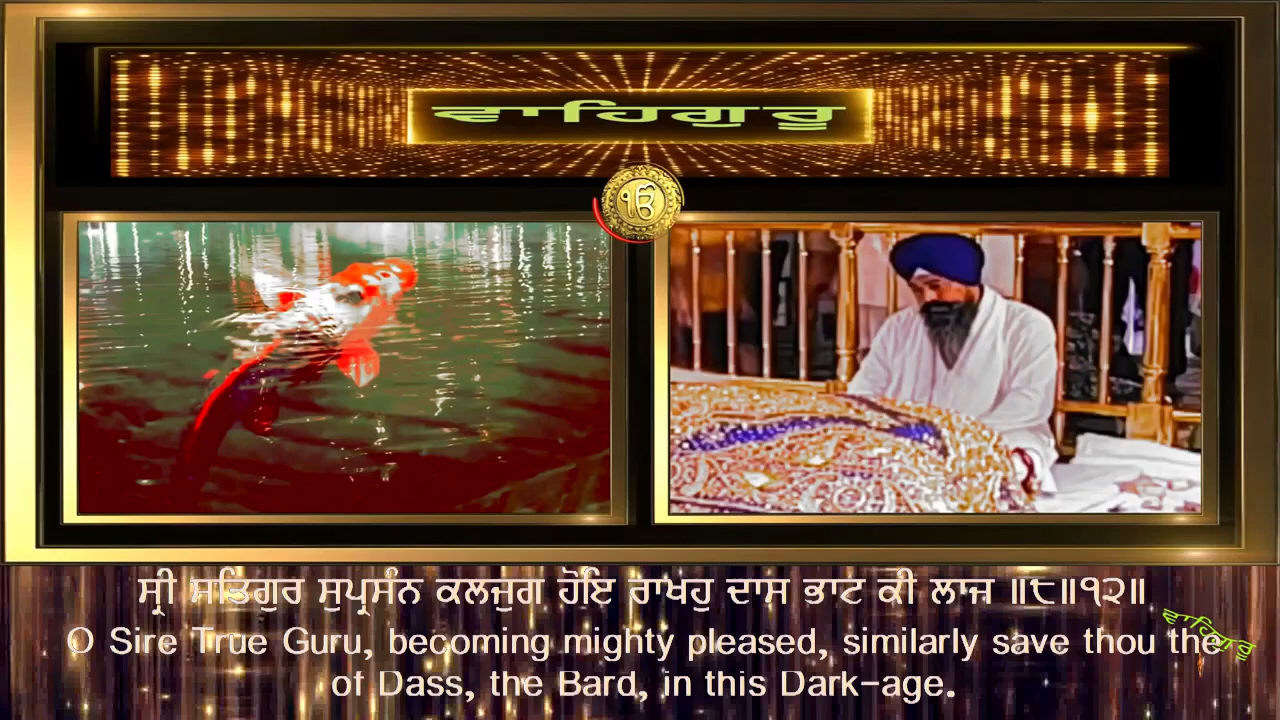 ਵਾਹਿਗੁਰੂ
ੴ
ਸ੍ਰੀ ਸਤਿਗੁਰ ਸੁਪ੍ਰਸੰਨ ਕਲਜੁਗ ਹੋਇ ਰਾਖਹੁ ਦਾਸ ਭਾਟ ਕੀ ਲਾਜ ॥੮॥੧੨॥
ਵਾਹਿਗੁਰੂ
O Sire True Guru, becoming mighty pleased, similarly save thou the
of Dass, the Bard, in this Dark-age.